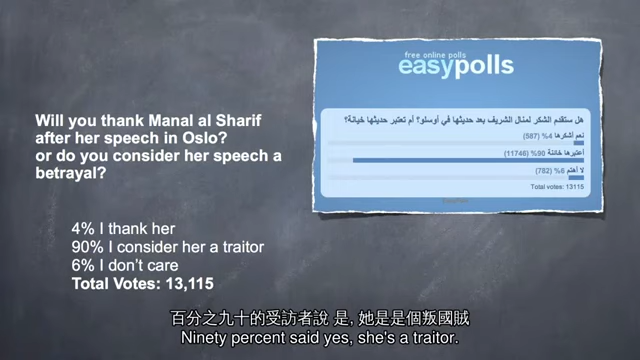 Will you thank Manal al Sharif
after her speech in Oslo?
or do you consider her speech a
betrayal?
4% I thank her
90% I consider her a traitor
6% I don't care
Total Votes: 13,115
free online polls
easypolls
هل ستقدم الشكر لمنال الشريف بعد حديثها في أوسلو؟ أم تعتبر حديثها خيانة؟
نعم أشكرها 4% (587)
أعتبرها خائنة 90% (11746)
لا أهتم 6% (782)
Total votes: 13115
百分之九十的受訪者說 是, 她是是個叛國賊
Ninety percent said yes, she's a traitor.